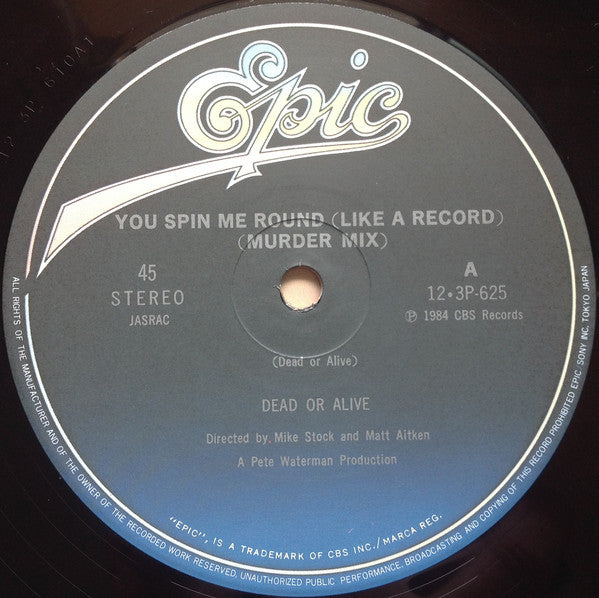 Epic
YOU SPIN ME ROUND (LIKE A RECORD)
(MURDER MIX)
45
STEREO
JASRAC
A
12•3P-625
℗ 1984 CBS Records
(Dead or Alive)
DEAD OR ALIVE
Directed by. Mike Stock and Matt Aitken
A Pete Waterman Production
"EPIC", IS A TRADEMARK OF CBS INC./MARCA REG.
ALL RIGHTS OF THE MANUFACTURER AND OF THE OWNER OF THE RECORDED WORK RESERVED, UNAUTHORIZED PUBLIC PERFORMANCE, BROADCASTING AND COPYING OF THIS RECORD PROHIBITED EPIC SONY INC. TOKYO JAPAN